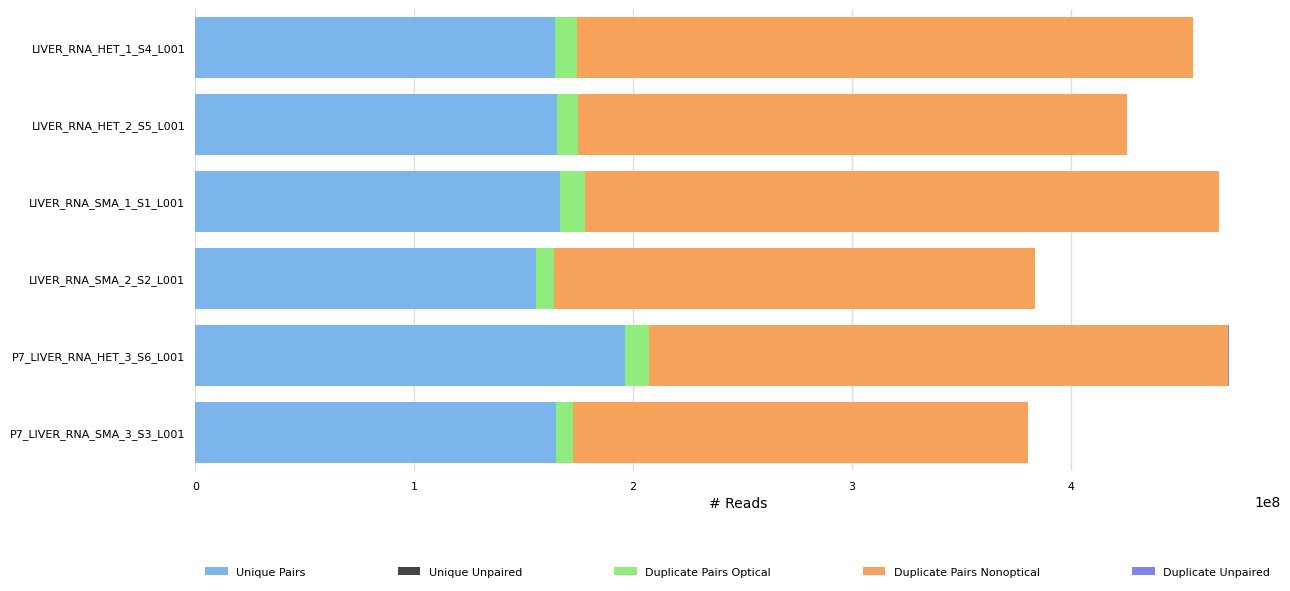 LIVER_RNA_HET_1_S4_L001
LIVER_RNA_HET_2_S5_L001
LIVER_RNA_SMA_1_S1_L001
LIVER_RNA_SMA_2_S2_L001
P7_LIVER_RNA_HET_3_S6_L001
P7_LIVER_RNA_SMA_3_S3_L001
0 1 2 3 4
# Reads 1e8
Unique Pairs Unique Unpaired Duplicate Pairs Optical Duplicate Pairs Nonoptical Duplicate Unpaired